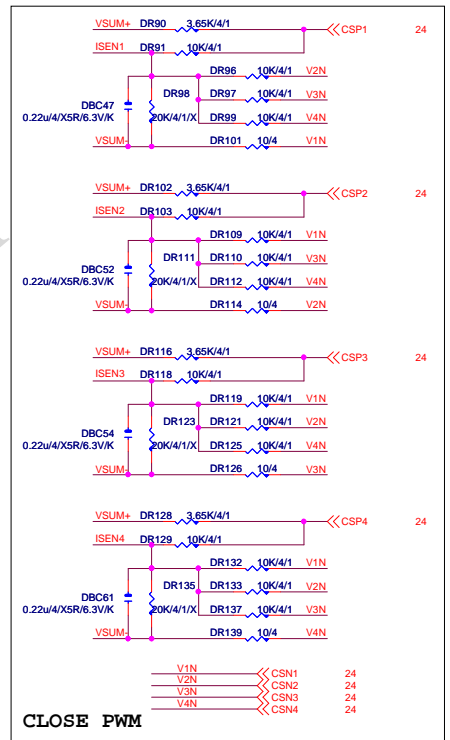 VSUM+ DR90 3.65K/4/1 CSP1 24
ISEN1 DR91 10K/4/1
DR96 10K/4/1 V2N
DR98 DR97 10K/4/1 V3N
DBC47
0.22u/4/X5R/6.3V/K 20K/4/1/X DR99 10K/4/1 V4N
VSUM- DR101 10/4 V1N
VSUM+ DR102 3.65K/4/1 CSP2 24
ISEN2 DR103 10K/4/1
DR109 10K/4/1 V1N
DR111 DR110 10K/4/1 V3N
DBC52
0.22u/4/X5R/6.3V/K 20K/4/1/X DR112 10K/4/1 V4N
VSUM- DR114 10/4 V2N
VSUM+ DR116 3.65K/4/1 CSP3 24
ISEN3 DR118 10K/4/1
DR119 10K/4/1 V1N
DR123 DR121 10K/4/1 V2N
DBC54
0.22u/4/X5R/6.3V/K 20K/4/1/X DR125 10K/4/1 V4N
VSUM- DR126 10/4 V3N
VSUM+ DR128 3.65K/4/1 CSP4 24
ISEN4 DR129 10K/4/1
DR132 10K/4/1 V1N
DR135 DR133 10K/4/1 V2N
DBC61
0.22u/4/X5R/6.3V/K 20K/4/1/X DR137 10K/4/1 V3N
VSUM- DR139 10/4 V4N
V1N CSN1 24
V2N CSN2 24
V3N CSN3 24
V4N CSN4 24
CLOSE PWM